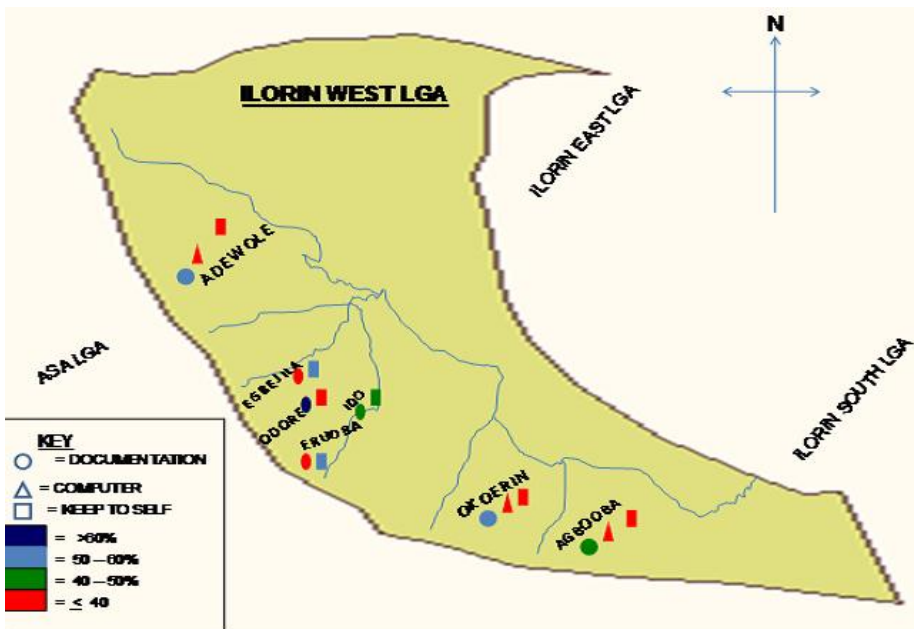 N
ILORIN WEST LGA
ILORIN EAST LGA
ADEWOLE
ASA LGA
ILORIN SOUTH LGA
EGBEJILA
IDO
ODORE
ERUOBA
OKOERIN
AGBOOBA
KEY
= DOCUMENTATION
= COMPUTER
= KEEP TO SELF
= >60%
= 50 – 60%
= 40 – 50%
= ≤ 40